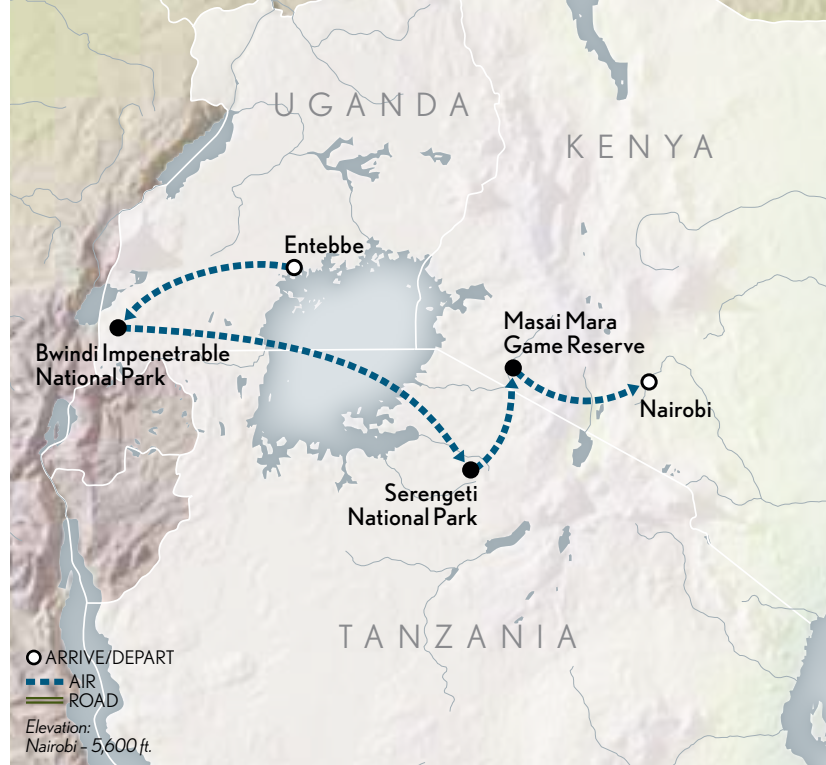 UGANDA
KENYA
Entebbe
Masai Mara
Game Reserve
Bwindi Impenetrable
National Park
Nairobi
Serengeti
National Park
TANZANIA
ARRIVE/DEPART
AIR
ROAD
Elevation:
Nairobi – 5,600 ft.